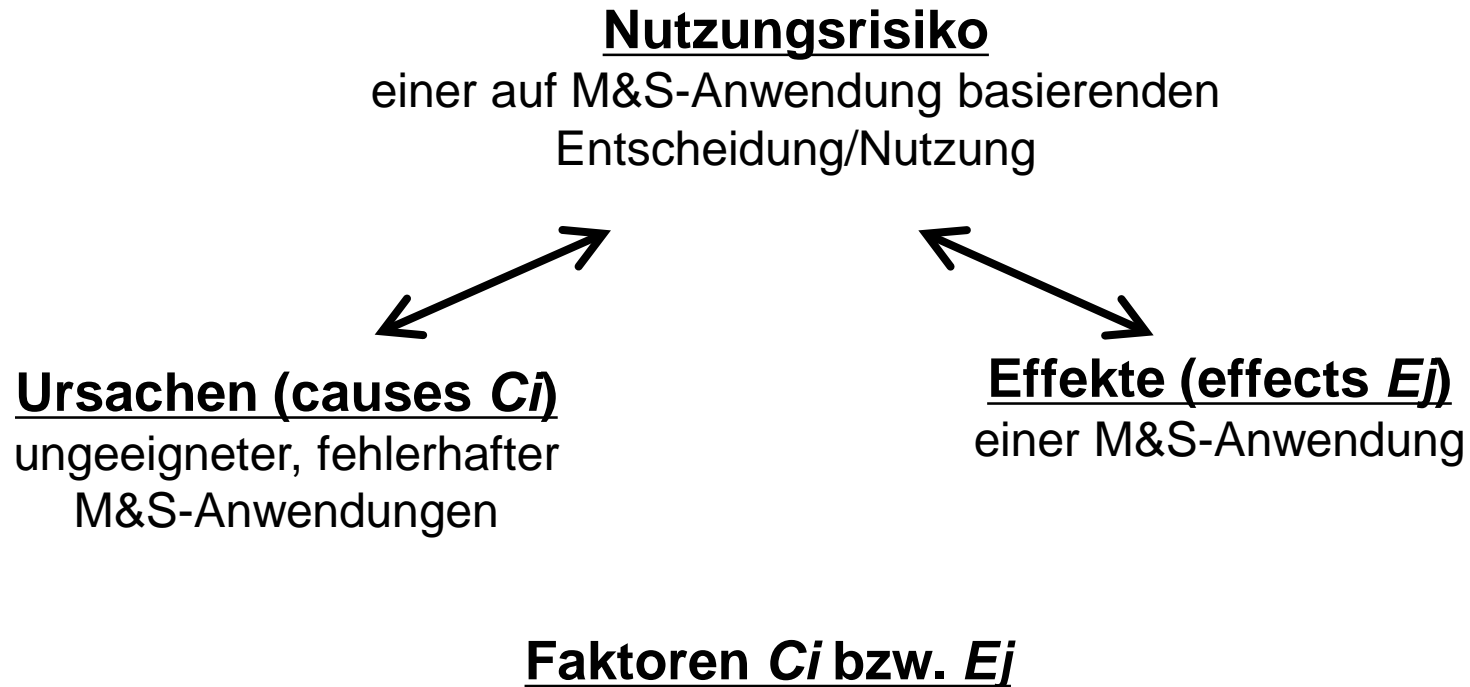 Nutzungsrisiko
einer auf M&S-Anwendung basierenden
Entscheidung/Nutzung
Ursachen (causes Ci)
ungeeigneter, fehlerhafter
M&S-Anwendungen
Effekte (effects Ej)
einer M&S-Anwendung
Faktoren Ci bzw. Ej